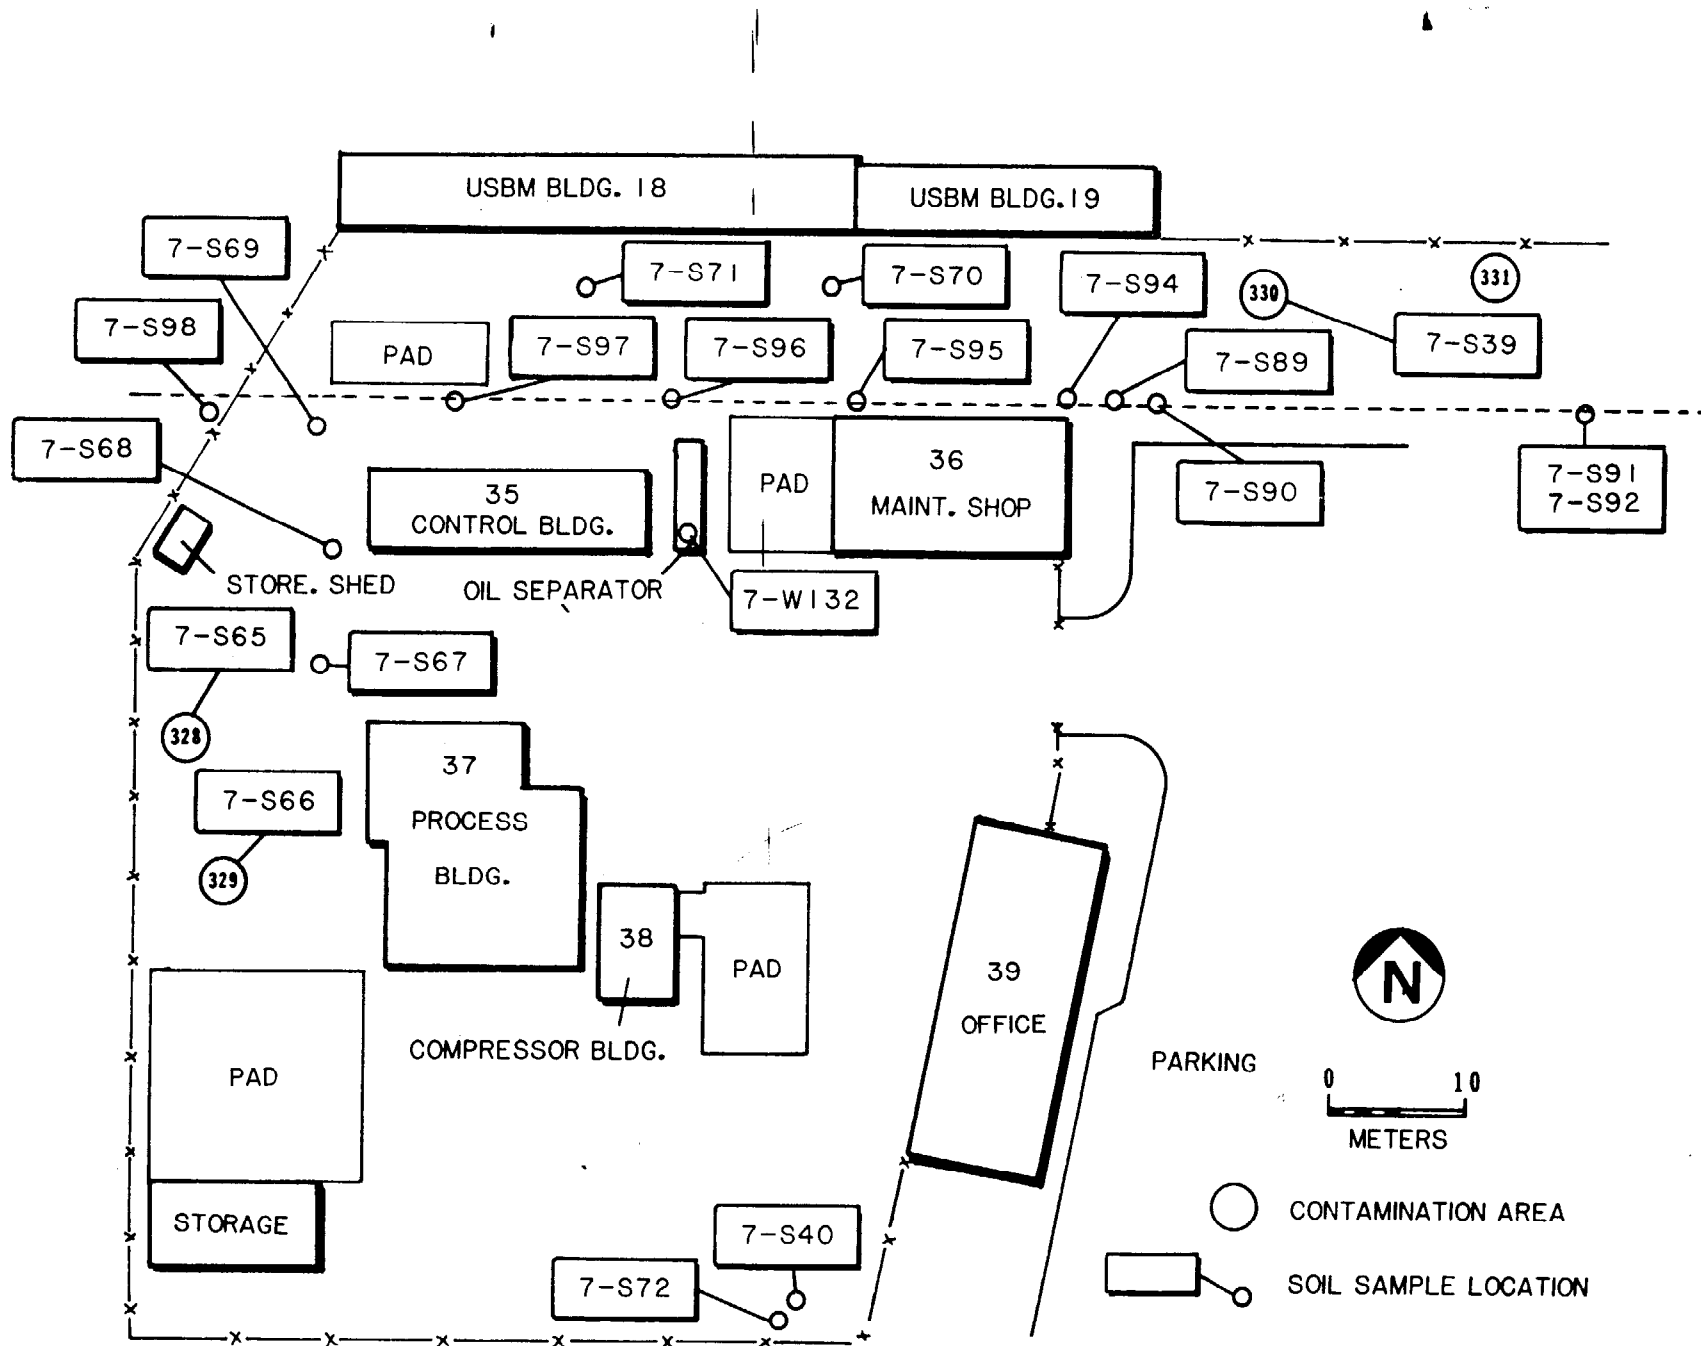 USBM BLDG. 18
USBM BLDG. 19
7-S69
7-S71
7-S70
7-S94
330
331
7-S98
PAD
7-S97
7-S96
7-S95
7-S89
7-S39
7-S68
35
CONTROL BLDG.
PAD
36
MAINT. SHOP
7-S90
7-S91
7-S92
STORE. SHED
OIL SEPARATOR
7-W132
7-S65
7-S67
328
7-S66
329
37
PROCESS
BLDG.
38
PAD
COMPRESSOR BLDG.
39
OFFICE
N
PARKING
0 10
METERS
PAD
STORAGE
7-S40
7-S72
CONTAMINATION AREA
SOIL SAMPLE LOCATION